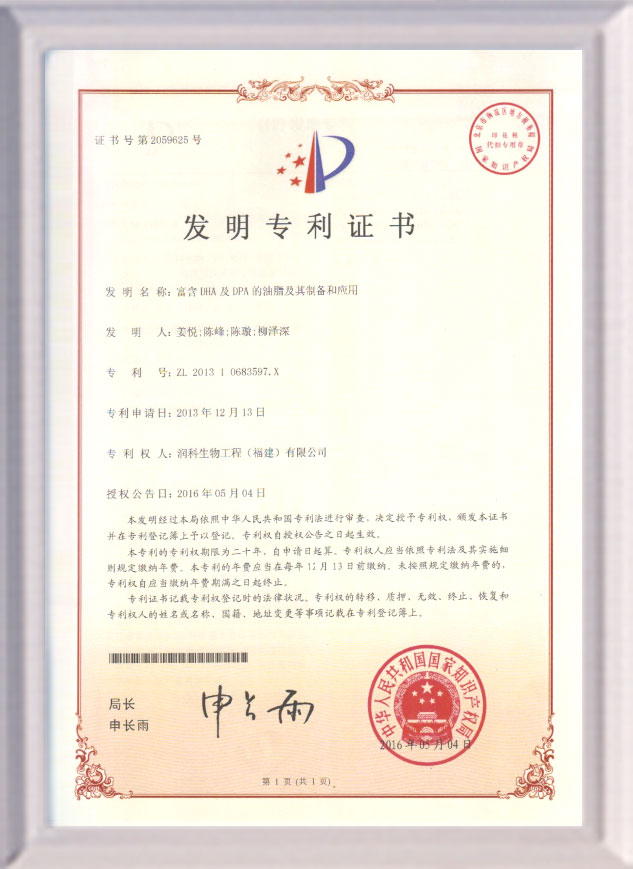 证书号第2059625号
印花税
代扣专用章
国家知识产权局
发明专利证书
发明名称：富含DHA及DPA的油脂及其制备和应用
发明人：姜悦;陈峰;陈璇;柳泽深
专利号：ZL 2013 1 0683597.X
专利申请日：2013年12月13日
专利权人：润科生物工程（福建）有限公司
授权公告日：2016年05月04日
本发明经过本局依照中华人民共和国专利法进行审查，决定授予专利权，颁发本证书
并在专利登记簿上予以登记。专利权自授权公告之日起生效。
本专利的专利权期限为二十年，自申请日起算。专利权人应当依照专利法及其实施细
则规定缴纳年费。本专利的年费应当在每年12月13日前缴纳。未按照规定缴纳年费的，
专利权自应当缴纳年费期满之日起终止。
专利证书记载专利权登记时的法律状况。专利权的转移、质押、无效、终止、恢复和
专利权人的姓名或名称、国籍、地址变更等事项记载在专利登记簿上。
局长
申长雨
申长雨
中华人民共和国国家知识产权局
2016年05月04日
第1页(共1页)